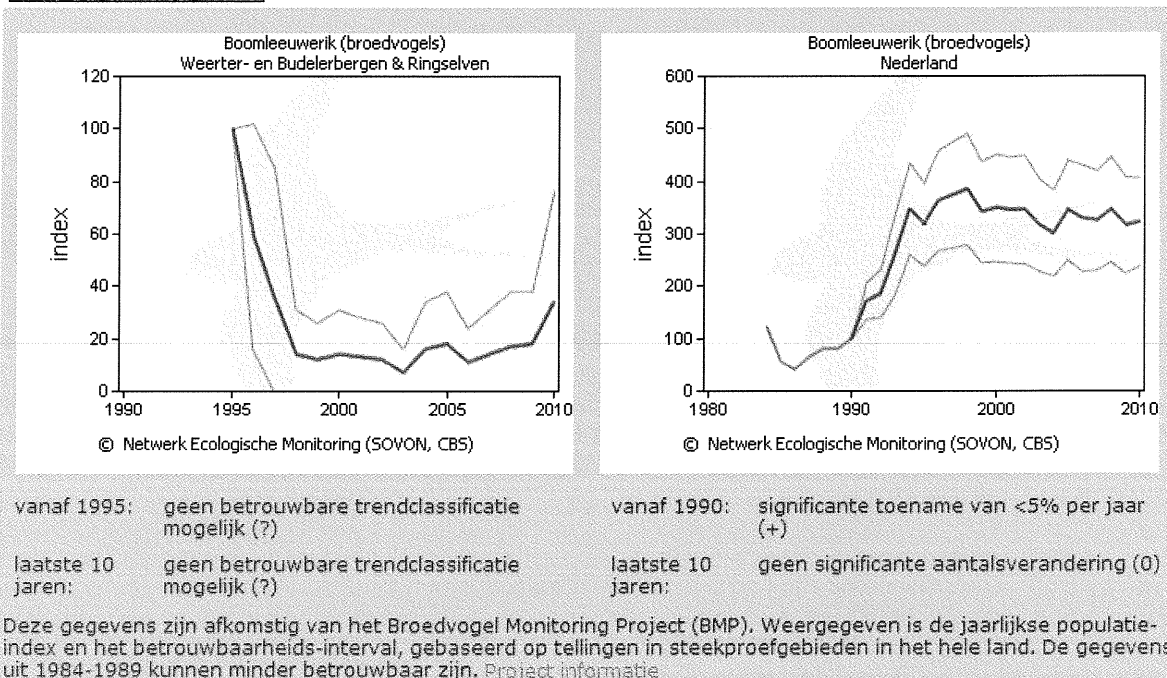 Boomleeuwerik (broedvogels)
Weerter- en Budelerbergen & Ringselven
120
100
80
60
40
20
0
index
1990
1995
2000
2005
2010
© Netwerk Ecologische Monitoring (SOVON, CBS)
Boomleeuwerik (broedvogels)
Nederland
600
500
400
300
200
100
0
index
1980
1990
2000
2010
© Netwerk Ecologische Monitoring (SOVON, CBS)
vanaf 1995: geen betrouwbare trendclassificatie
mogelijk (?)
laatste 10 geen betrouwbare trendclassificatie
jaren: mogelijk (?)
vanaf 1990: significante toename van <5% per jaar
(+)
laatste 10 geen significante aantalsverandering (0)
jaren:
Deze gegevens zijn afkomstig van het Broedvogel Monitoring Project (BMP). Weergegeven is de jaarlijkse populatie-
index en het betrouwbaarheids-interval, gebaseerd op tellingen in steekproefgebieden in het hele land. De gegevens
uit 1984-1989 kunnen minder betrouwbaar zijn. Project informatie